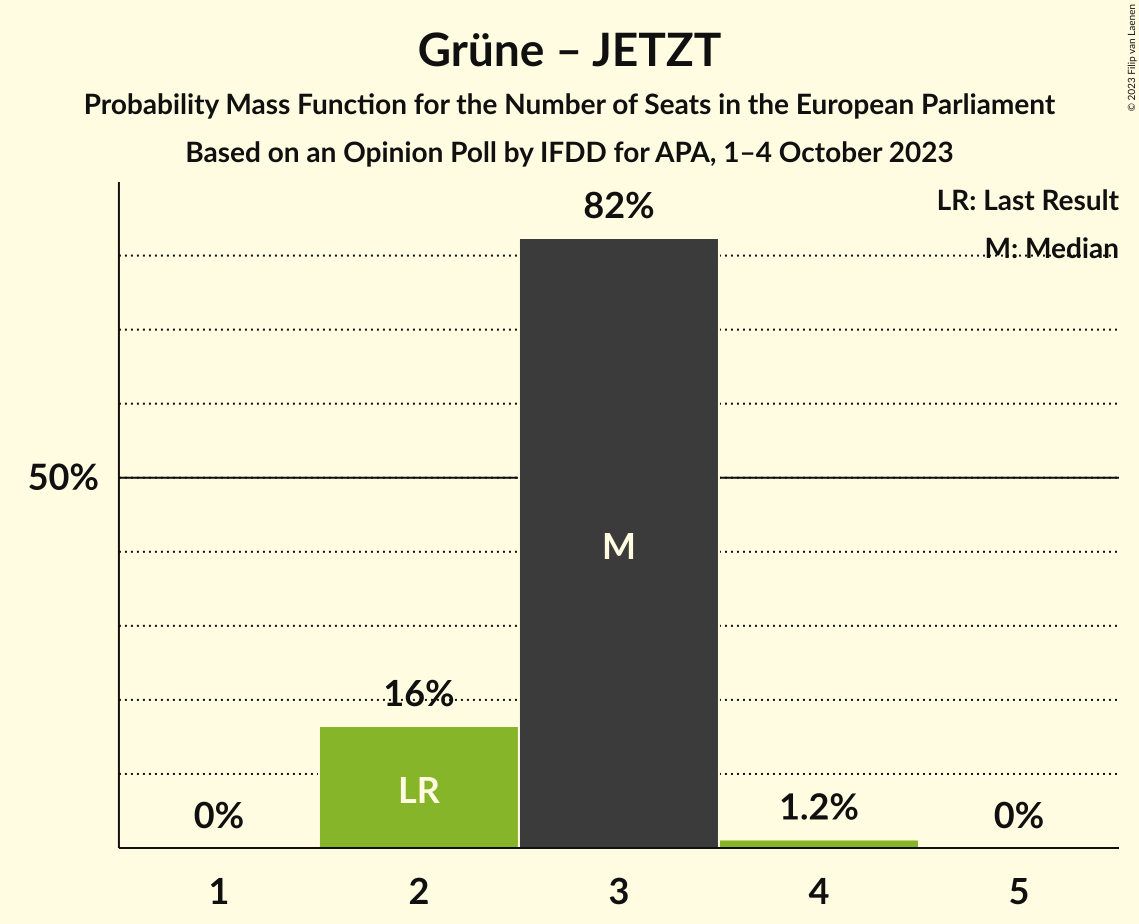 Grüne – JETZT
Probability Mass Function for the Number of Seats in the European Parliament
Based on an Opinion Poll by IFDD for APA, 1–4 October 2023
© 2023 Filip van Laenen
LR: Last Result
M: Median
82%
50%
M
16%
LR
0%
1.2%
0%
1
2
3
4
5